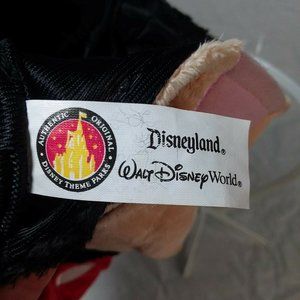 AUTHENTIC ORIGINAL
DISNEY THEME PARKS
Disneyland®
WALT DISNEY World®